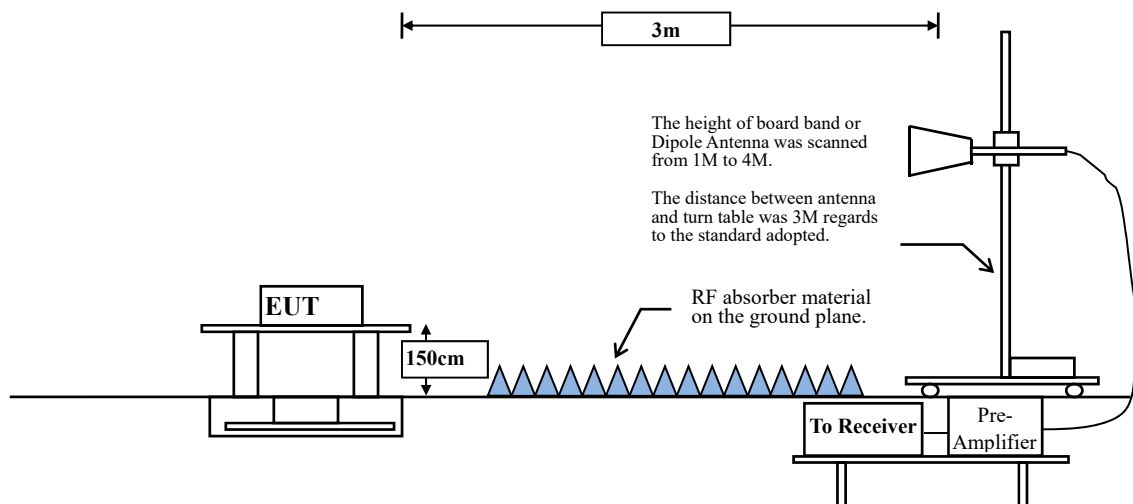 3m
The height of board band or
Dipole Antenna was scanned
from 1M to 4M.
The distance between antenna
and turn table was 3M regards
to the standard adopted.
RF absorber material
on the ground plane.
EUT
150cm
To Receiver
Pre-
Amplifier